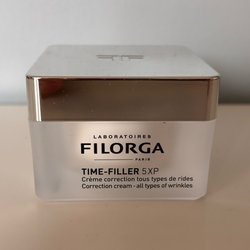 LABORATOIRES
FILORGA
PARIS
TIME-FILLER 5XP
Crème correction tous types de rides
Correction cream - all types of wrinkles